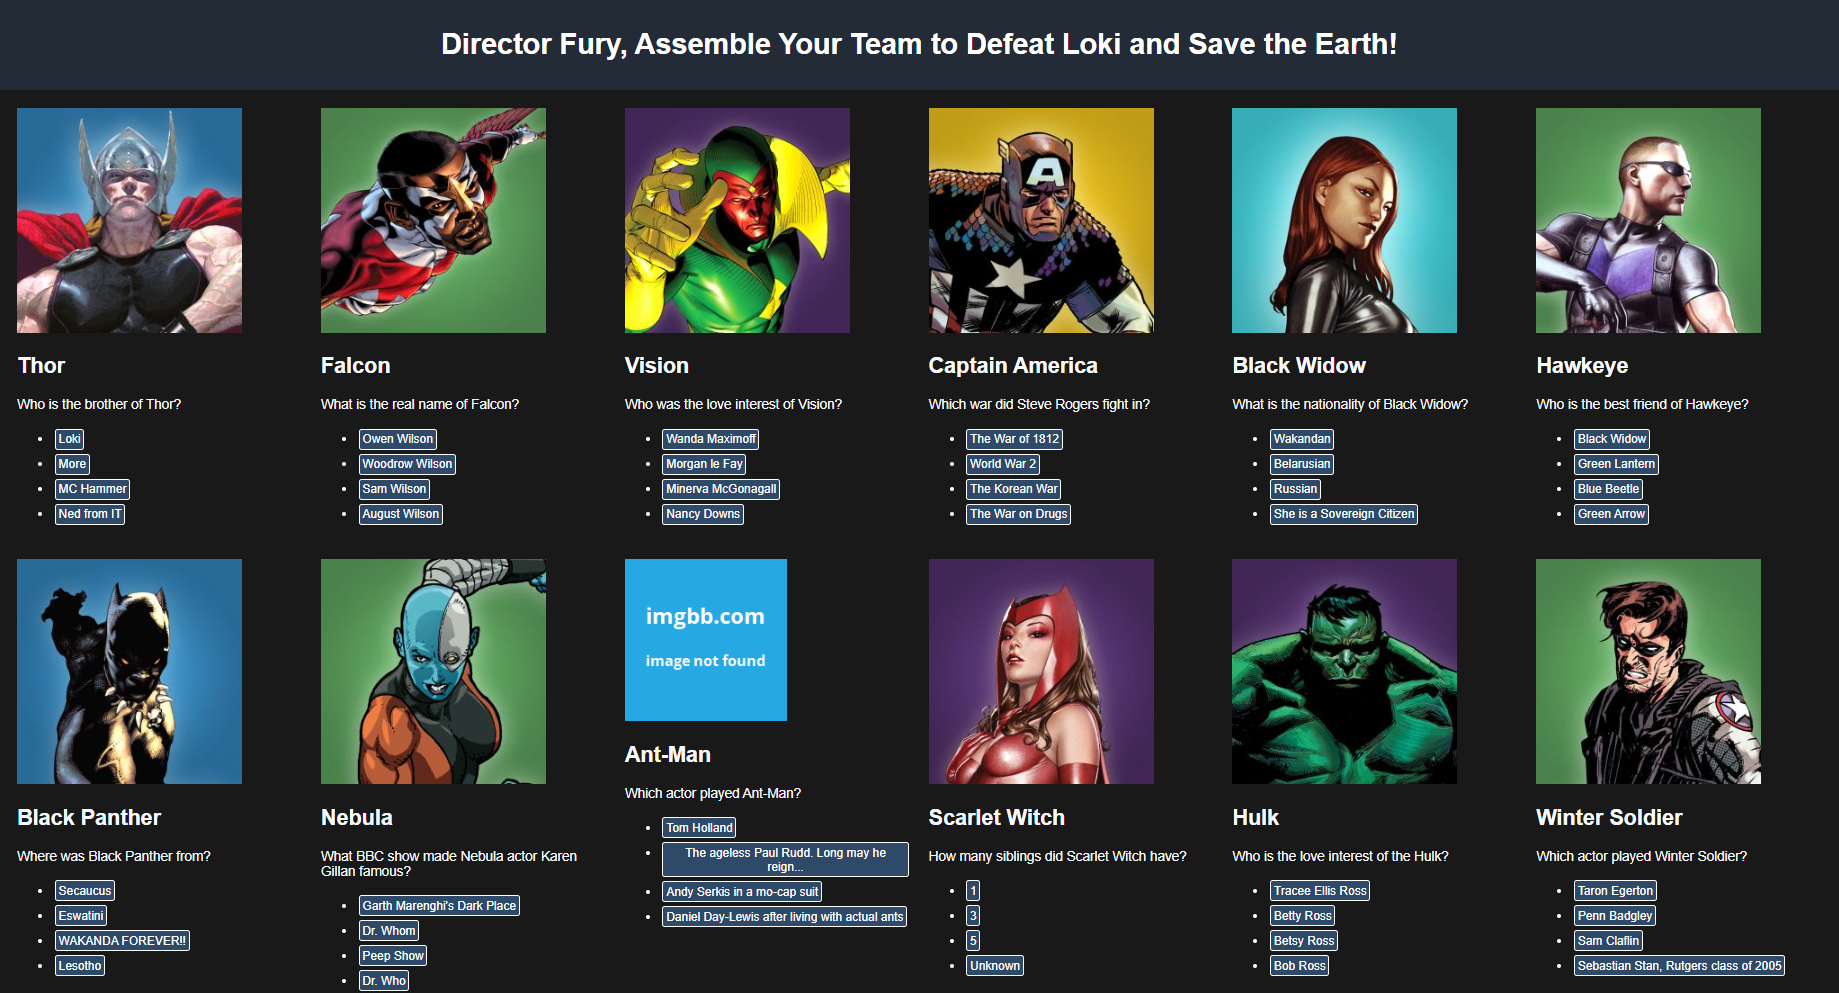 Director Fury, Assemble Your Team to Defeat Loki and Save the Earth!
Thor
Who is the brother of Thor?
Loki
More
MC Hammer
Ned from IT
Falcon
What is the real name of Falcon?
Owen Wilson
Woodrow Wilson
Sam Wilson
August Wilson
Vision
Who was the love interest of Vision?
Wanda Maximoff
Morgan le Fay
Minerva McGonagall
Nancy Downs
A
Captain America
Which war did Steve Rogers fight in?
The War of 1812
World War 2
The Korean War
The War on Drugs
Black Widow
What is the nationality of Black Widow?
Wakandan
Belarusian
Russian
She is a Sovereign Citizen
Hawkeye
Who is the best friend of Hawkeye?
Black Widow
Green Lantern
Blue Beetle
Green Arrow
Black Panther
Where was Black Panther from?
Secaucus
Eswatini
WAKANDA FOREVER!!
Lesotho
Nebula
What BBC show made Nebula actor Karen
Gillan famous?
Garth Marenghi's Dark Place
Dr. Whom
Peep Show
Dr. Who
imgbb.com
image not found
Ant-Man
Which actor played Ant-Man?
Tom Holland
The ageless Paul Rudd. Long may he
reign...
Andy Serkis in a mo-cap suit
Daniel Day-Lewis after living with actual ants
Scarlet Witch
How many siblings did Scarlet Witch have?
1
3
5
Unknown
Hulk
Who is the love interest of the Hulk?
Tracee Ellis Ross
Betty Ross
Betsy Ross
Bob Ross
Winter Soldier
Which actor played Winter Soldier?
Taron Egerton
Penn Badgley
Sam Claflin
Sebastian Stan, Rutgers class of 2005